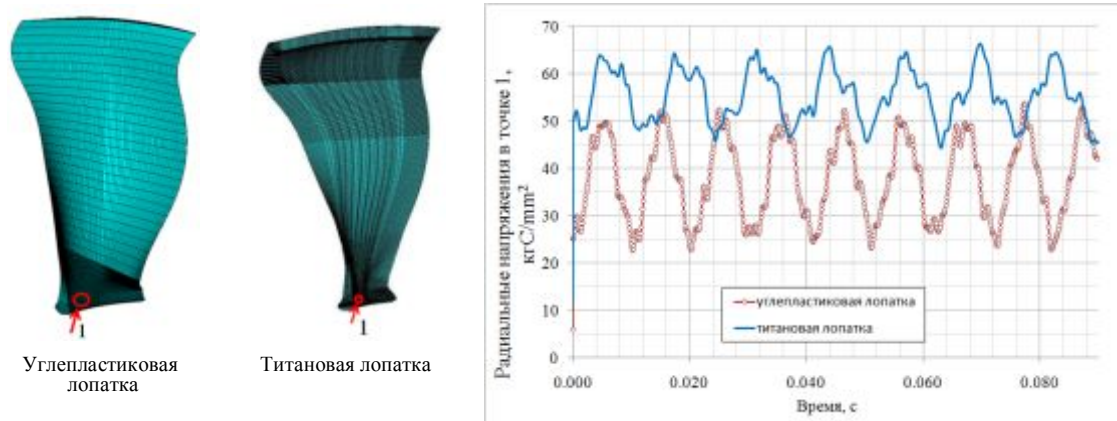 1
Углепластиковая
лопатка
1
Титановая лопатка
Радиальные напряжения в точке 1,
кгС/mm²
70
60
50
40
30
20
10
0
углепластиковая лопатка
титановая лопатка
0.000
0.020
0.040
0.060
0.080
Время, с